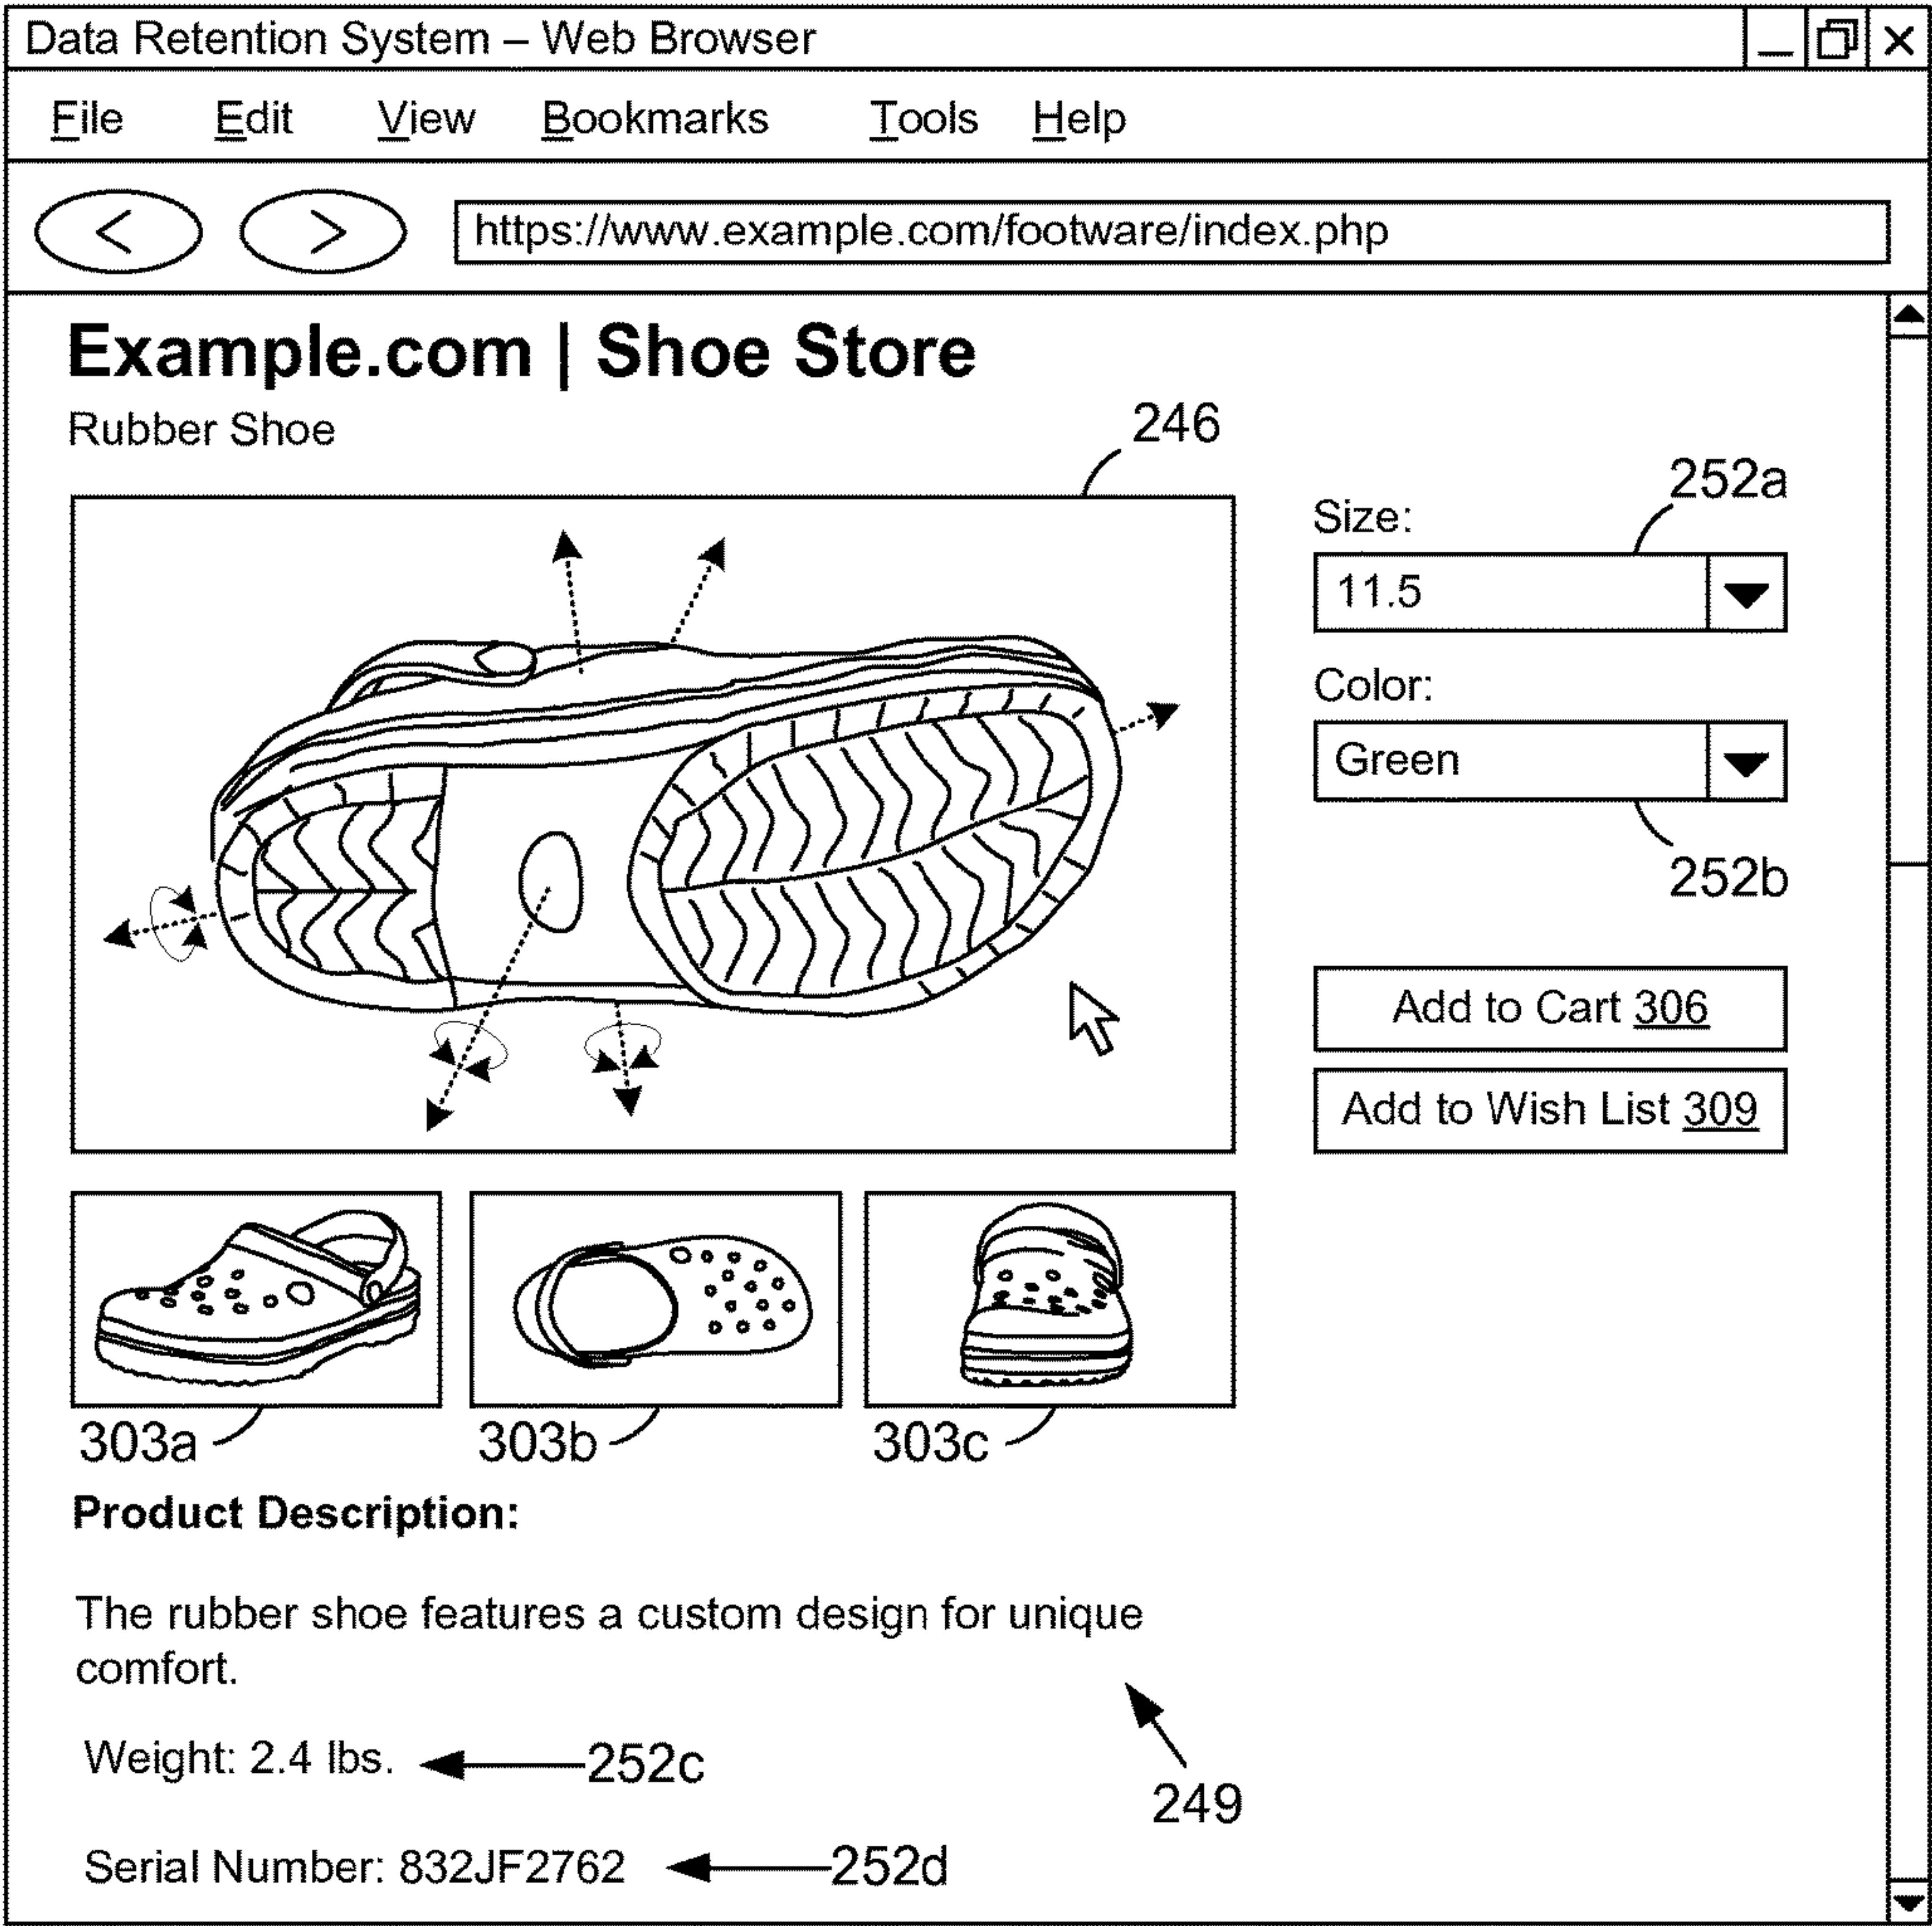 Data Retention System – Web Browser
File Edit View Bookmarks Tools Help
< > https://www.example.com/footware/index.php
Example.com | Shoe Store
Rubber Shoe
246
252a
Size:
11.5
Color:
Green
252b
Add to Cart 306
Add to Wish List 309
303a 303b 303c
Product Description:
The rubber shoe features a custom design for unique
comfort.
Weight: 2.4 lbs. 252c
249
Serial Number: 832JF2762 252d